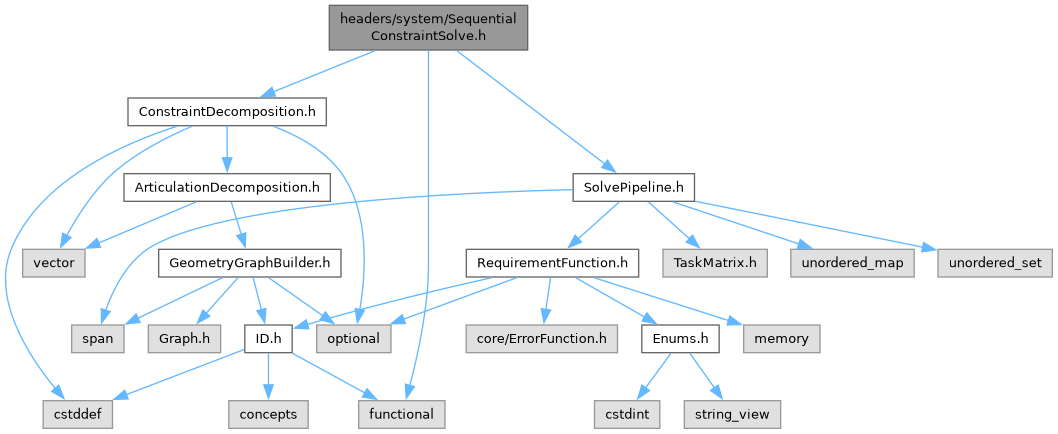 headers/system/Sequential
ConstraintSolve.h
ConstraintDecomposition.h
ArticulationDecomposition.h
SolvePipeline.h
vector
GeometryGraphBuilder.h
RequirementFunction.h
TaskMatrix.h
unordered_map
unordered_set
span
Graph.h
ID.h
optional
core/ErrorFunction.h
Enums.h
memory
cstddef
concepts
functional
cstdint
string_view